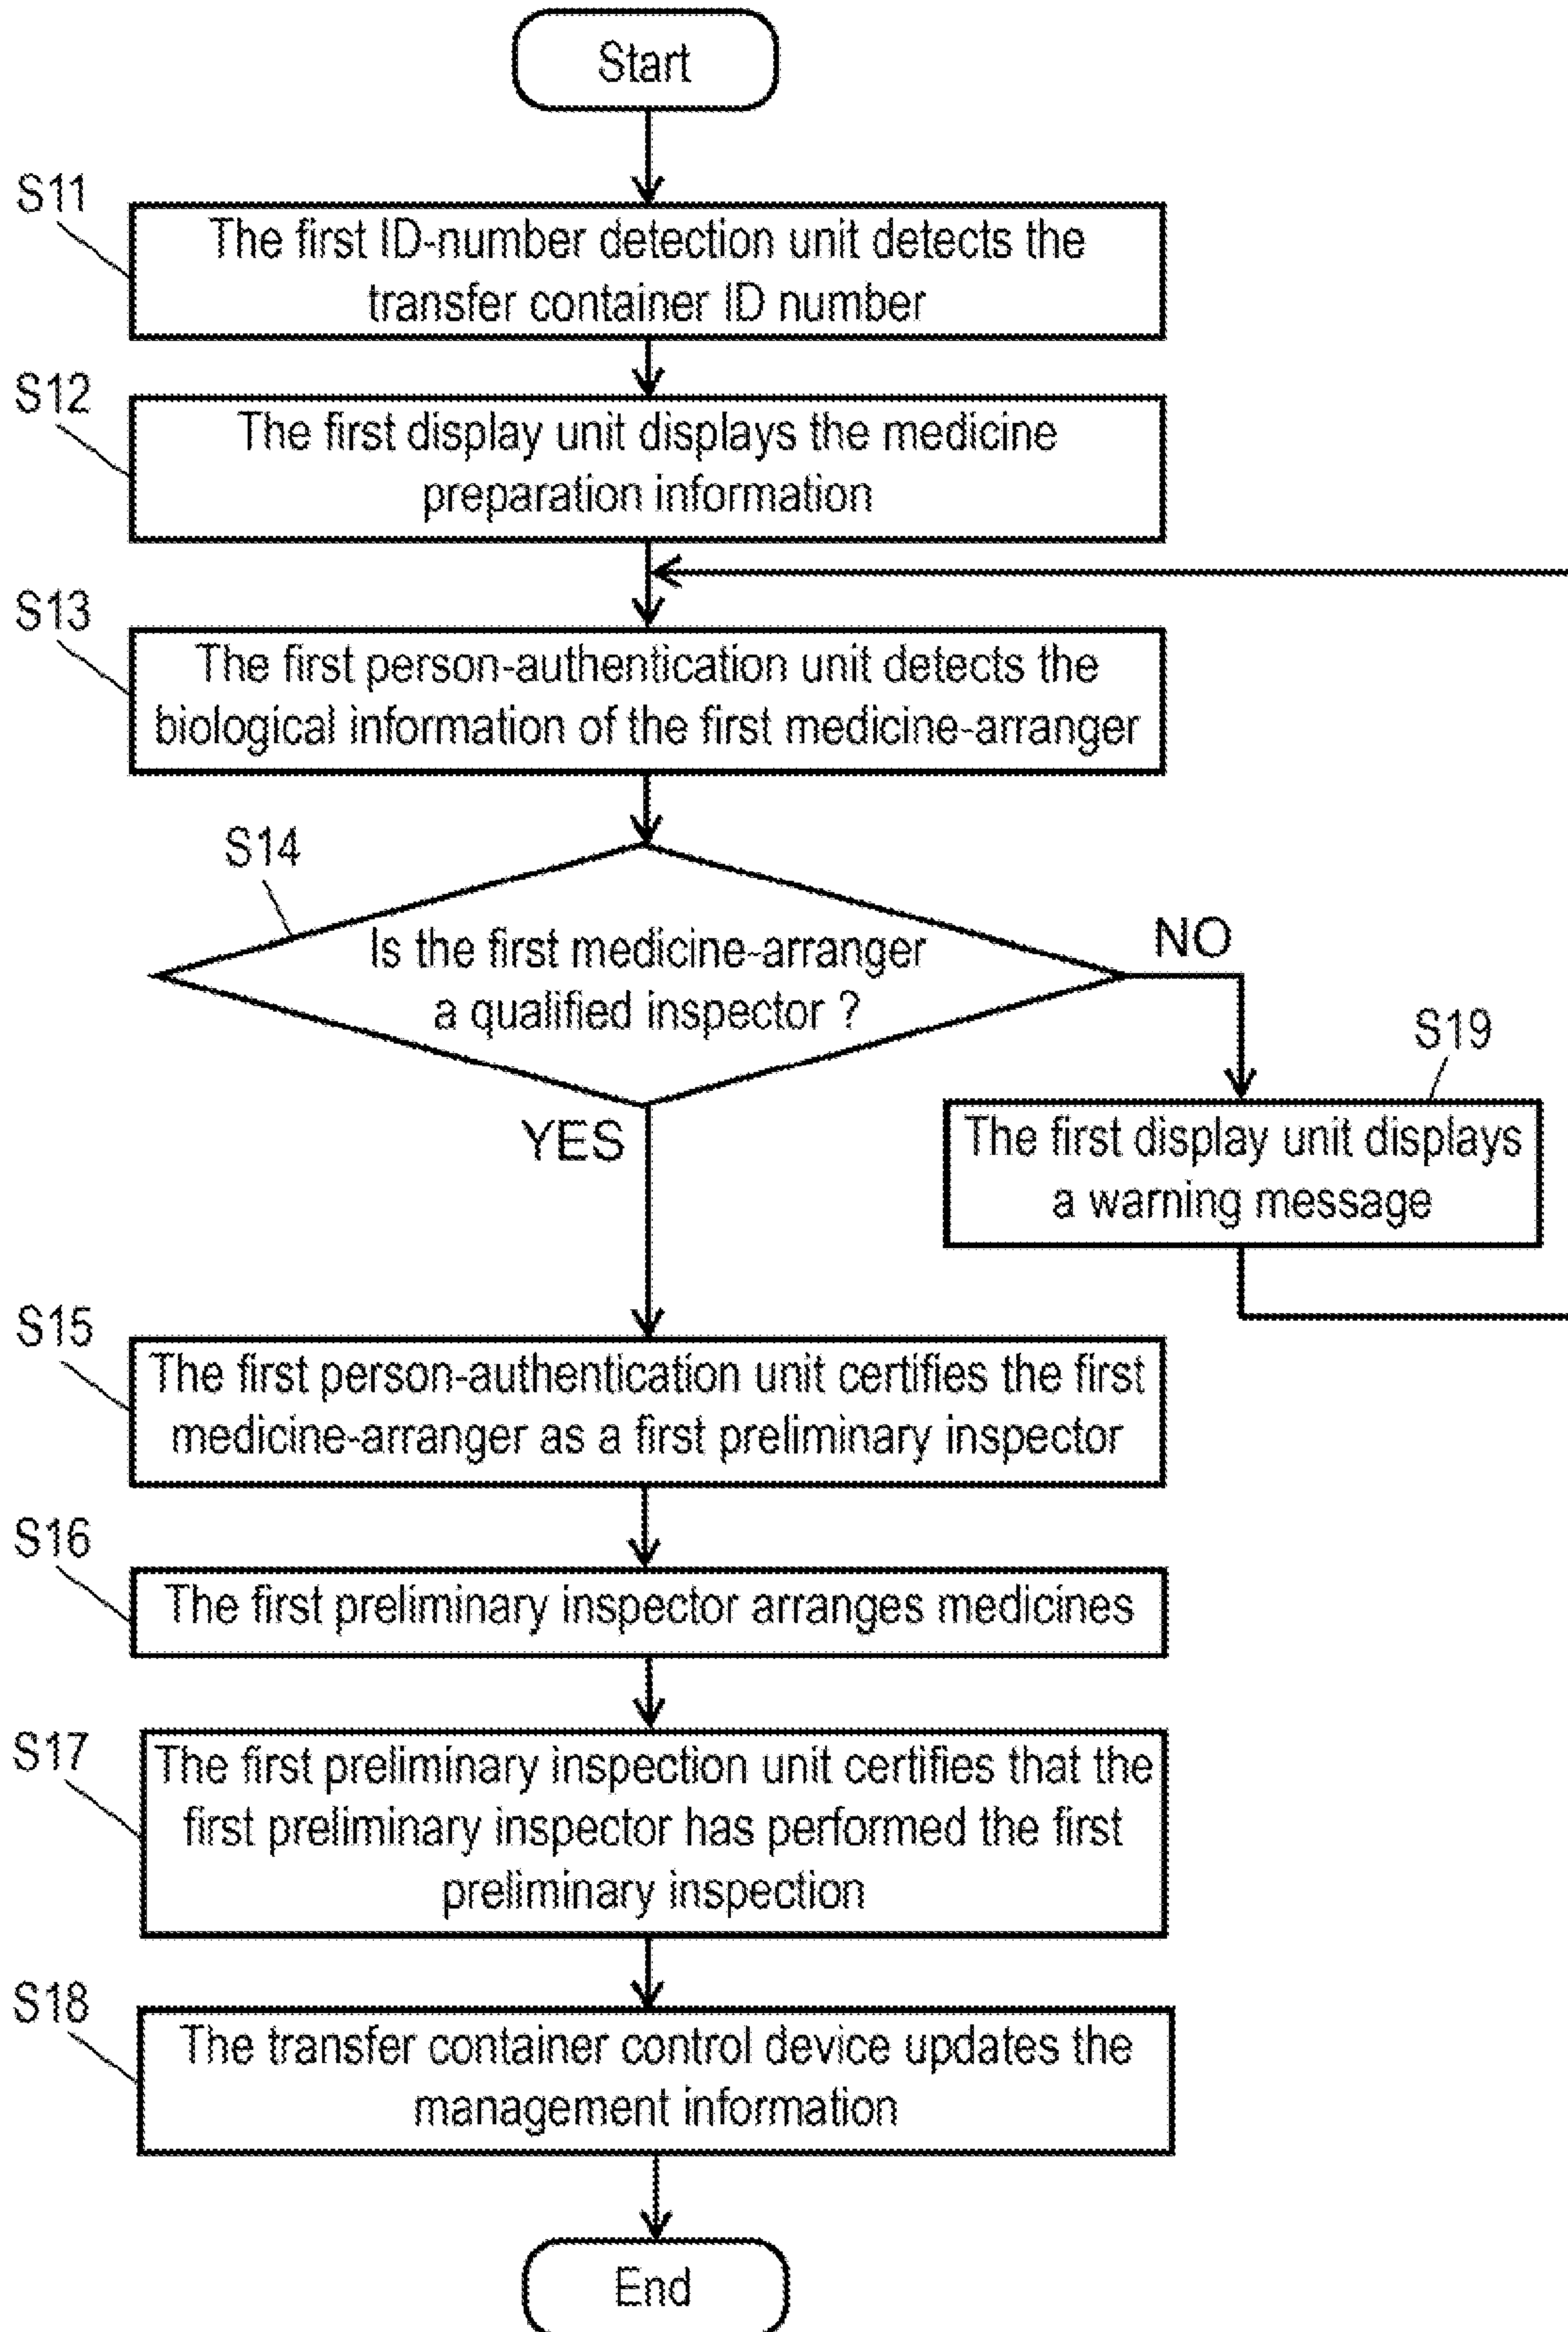 Start
S11
The first ID-number detection unit detects the
transfer container ID number
S12
The first display unit displays the medicine
preparation information
S13
The first person-authentication unit detects the
biological information of the first medicine-arranger
S14
Is the first medicine-arranger
a qualified inspector ?
NO
YES
S19
The first display unit displays
a warning message
S15
The first person-authentication unit certifies the first
medicine-arranger as a first preliminary inspector
S16
The first preliminary inspector arranges medicines
S17
The first preliminary inspection unit certifies that the
first preliminary inspector has performed the first
preliminary inspection
S18
The transfer container control device updates the
management information
End